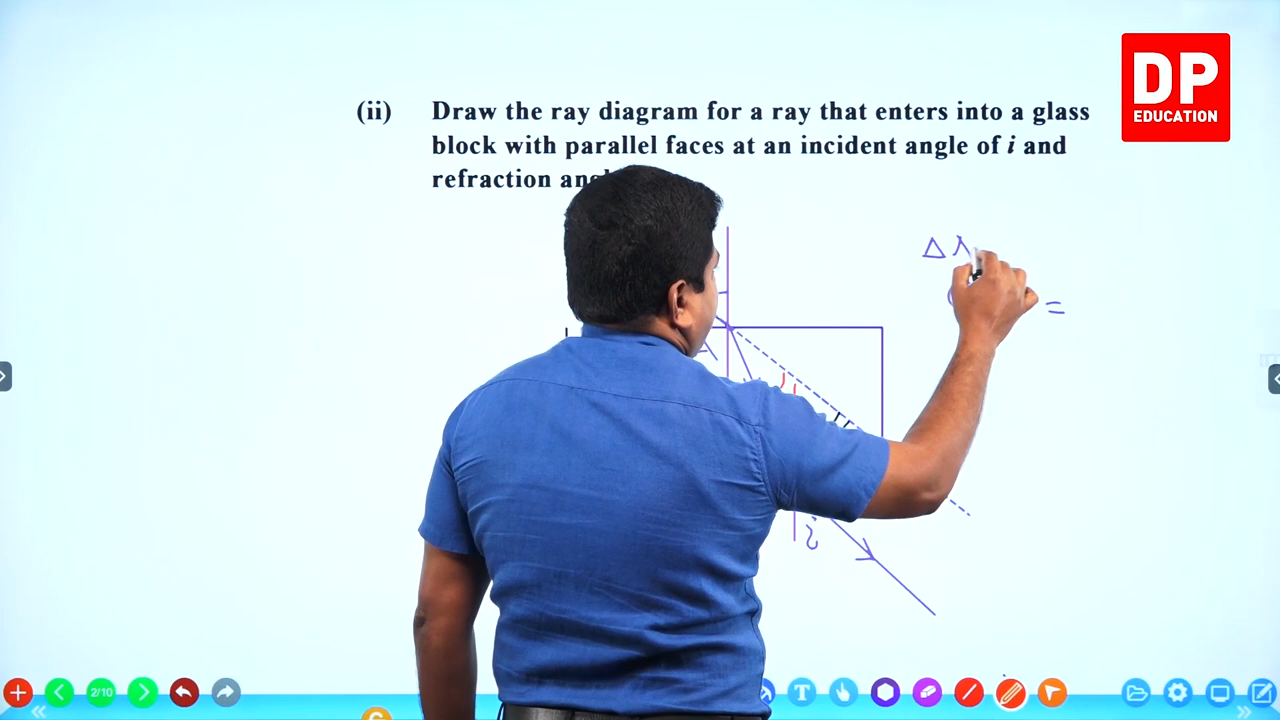 DP
EDUCATION
(ii) Draw the ray diagram for a ray that enters into a glass
block with parallel faces at an incident angle of i and
refraction
Δ
=
i
2/10
T